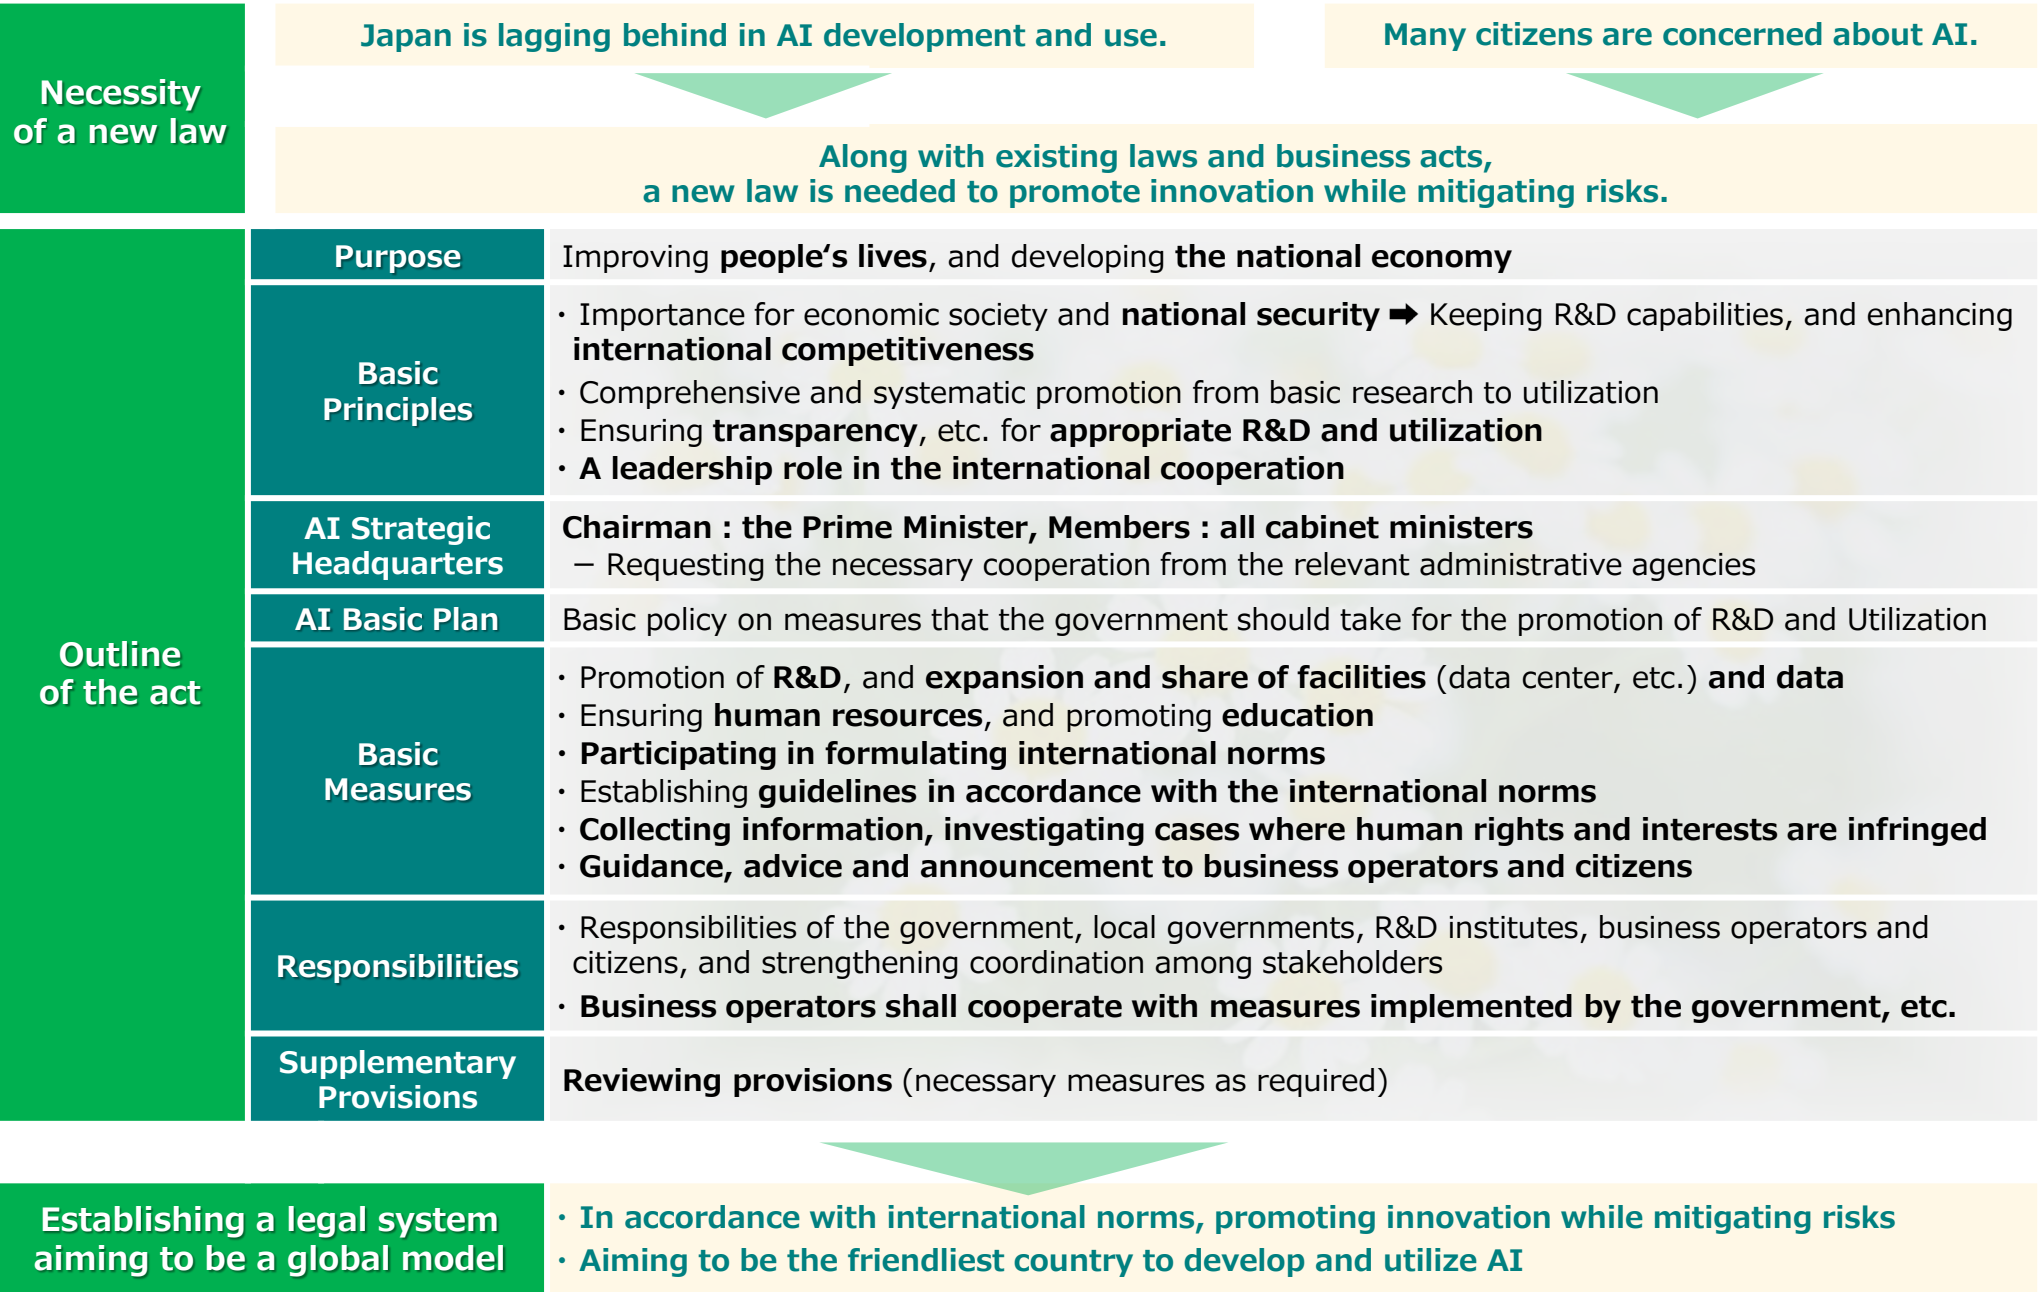 Necessity
of a new law
Japan is lagging behind in AI development and use.
Many citizens are concerned about AI.
Along with existing laws and business acts,
a new law is needed to promote innovation while mitigating risks.
Outline
of the act
Purpose
Improving people‘s lives, and developing the national economy
Basic
Principles
・Importance for economic society and national security ➡ Keeping R&D capabilities, and enhancing
international competitiveness
・Comprehensive and systematic promotion from basic research to utilization
・Ensuring transparency, etc. for appropriate R&D and utilization
・A leadership role in the international cooperation
AI Strategic
Headquarters
Chairman : the Prime Minister, Members : all cabinet ministers
− Requesting the necessary cooperation from the relevant administrative agencies
AI Basic Plan
Basic policy on measures that the government should take for the promotion of R&D and Utilization
Basic
Measures
・Promotion of R&D, and expansion and share of facilities (data center, etc.) and data
・Ensuring human resources, and promoting education
・Participating in formulating international norms
・Establishing guidelines in accordance with the international norms
・Collecting information, investigating cases where human rights and interests are infringed
・Guidance, advice and announcement to business operators and citizens
Responsibilities
・Responsibilities of the government, local governments, R&D institutes, business operators and
citizens, and strengthening coordination among stakeholders
・Business operators shall cooperate with measures implemented by the government, etc.
Supplementary
Provisions
Reviewing provisions (necessary measures as required)
Establishing a legal system
aiming to be a global model
・In accordance with international norms, promoting innovation while mitigating risks
・Aiming to be the friendliest country to develop and utilize AI